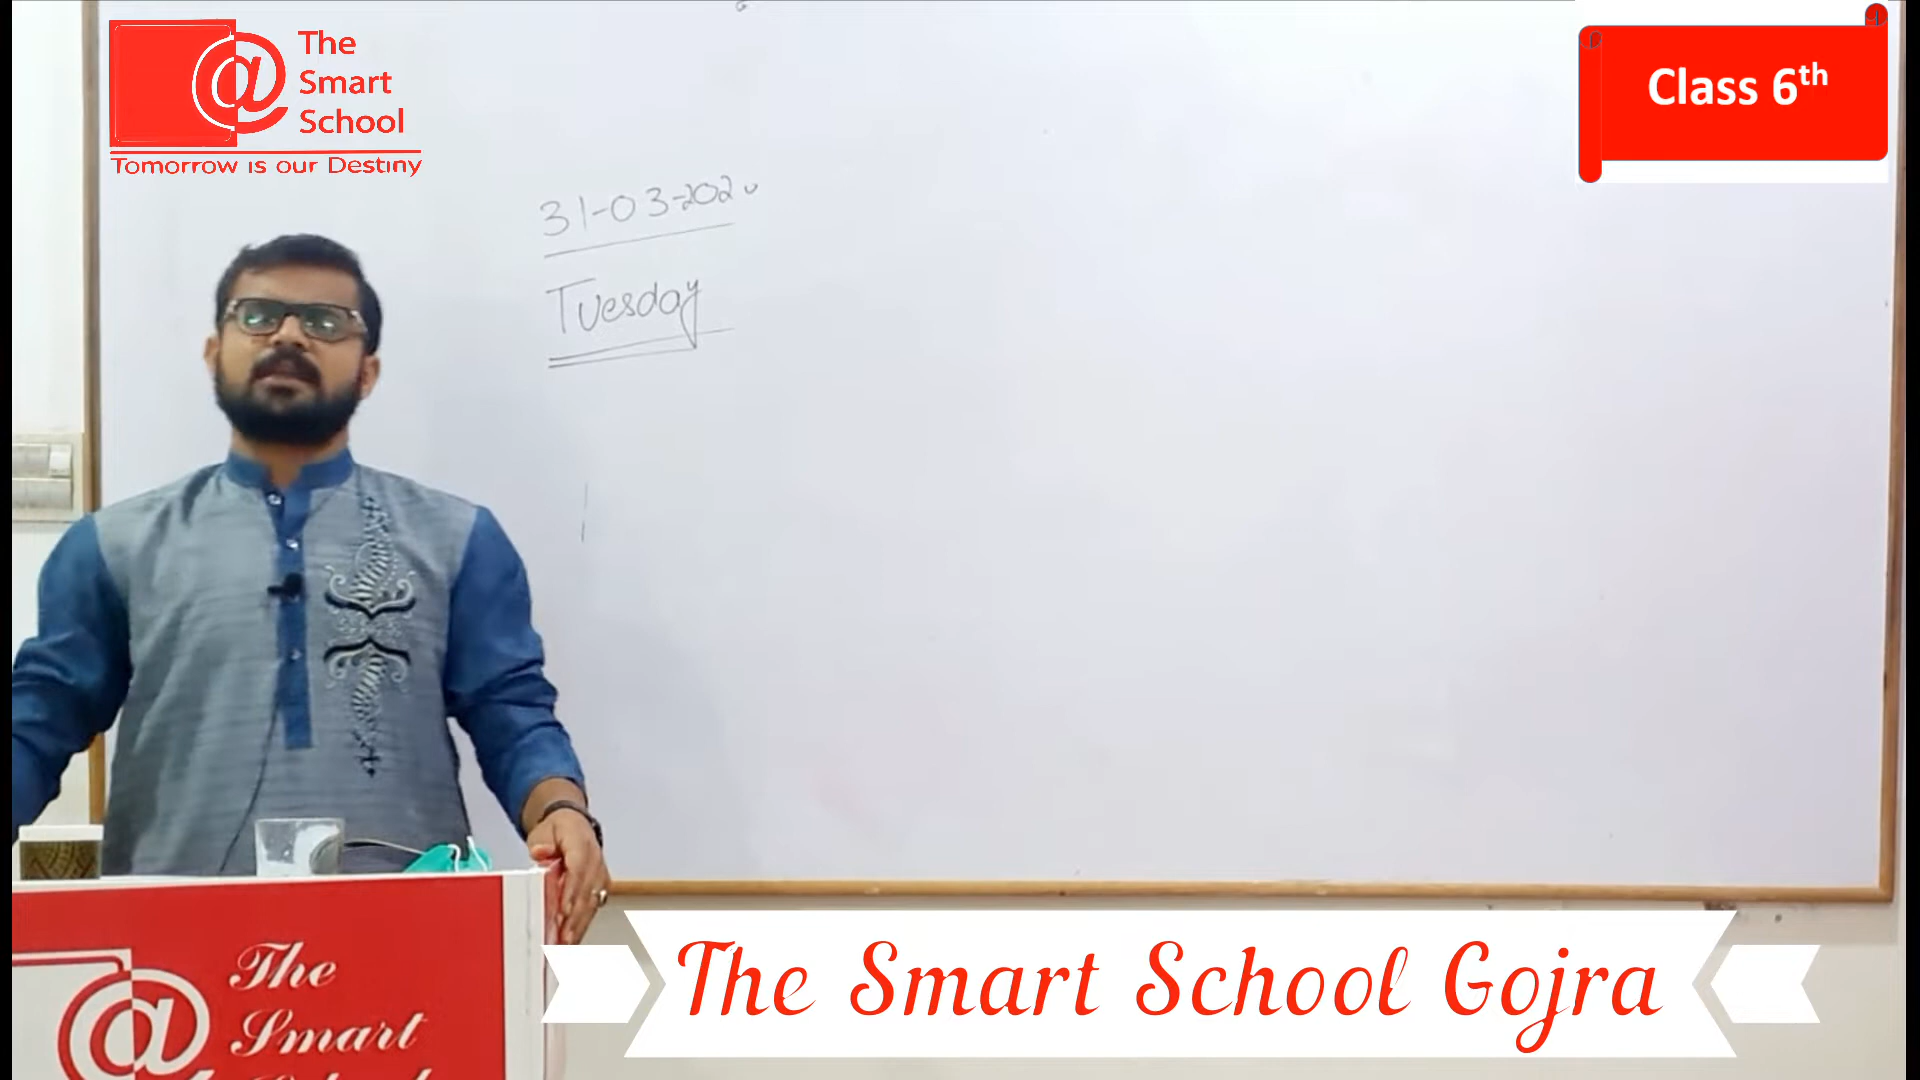 The
Smart
School
Tomorrow is our Destiny
Class 6th
31-03-2020
Tuesday
The
Smart
The Smart School Gojra